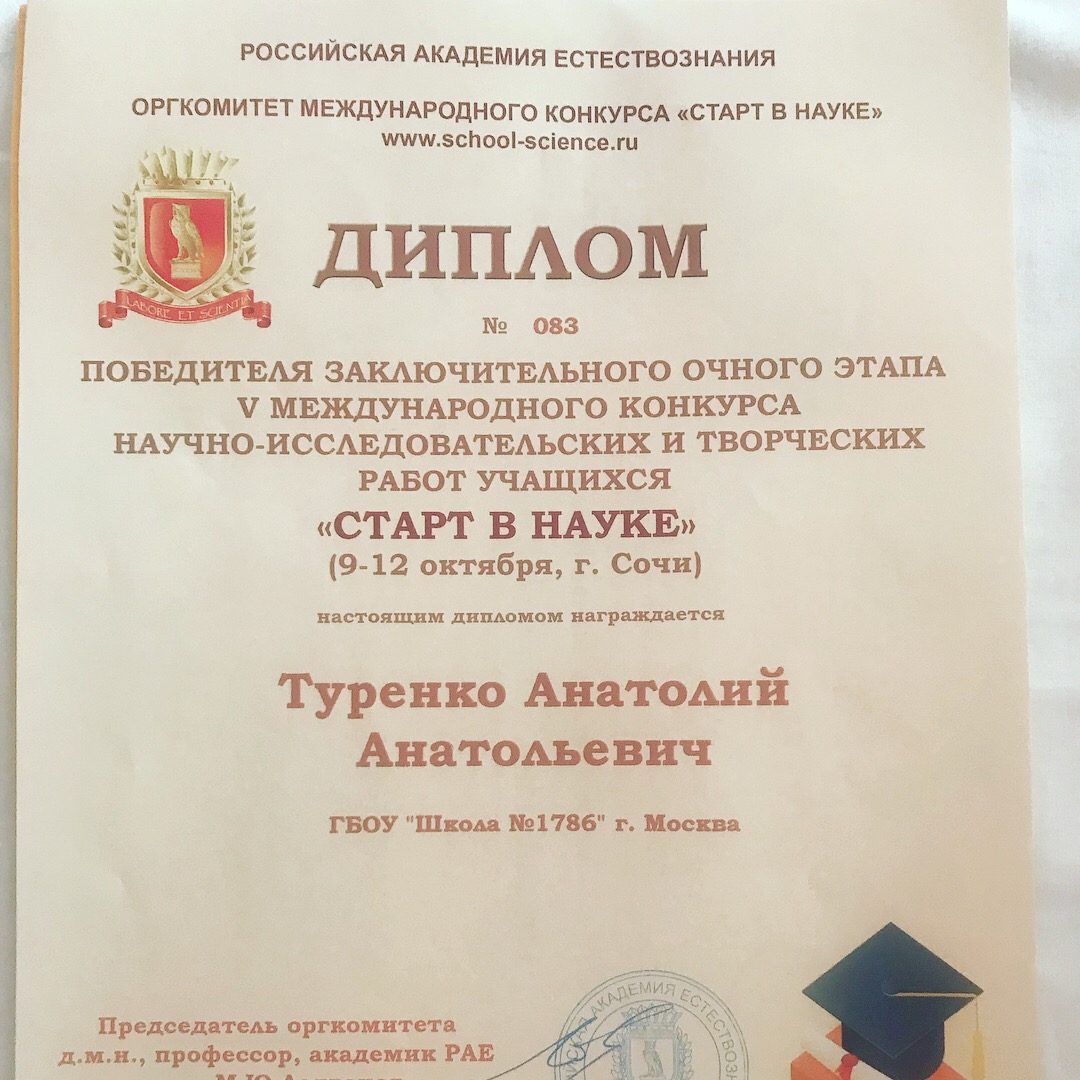 РОССИЙСКАЯ АКАДЕМИЯ ЕСТЕСТВОЗНАНИЯ
ОРГКОМИТЕТ МЕЖДУНАРОДНОГО КОНКУРСА «СТАРТ В НАУКЕ»
www.school-science.ru
LABORE ET SCIENTIA
ДИПЛОМ
№ 083
ПОБЕДИТЕЛЯ ЗАКЛЮЧИТЕЛЬНОГО ОЧНОГО ЭТАПА
V МЕЖДУНАРОДНОГО КОНКУРСА
НАУЧНО-ИССЛЕДОВАТЕЛЬСКИХ И ТВОРЧЕСКИХ
РАБОТ УЧАЩИХСЯ
«СТАРТ В НАУКЕ»
(9-12 октября, г. Сочи)
настоящим дипломом награждается
Туренко Анатолий
Анатольевич
ГБОУ "Школа №1786" г. Москва
Председатель оргкомитета
д.м.н., профессор, академик РАЕ
АКАДЕМИЯ